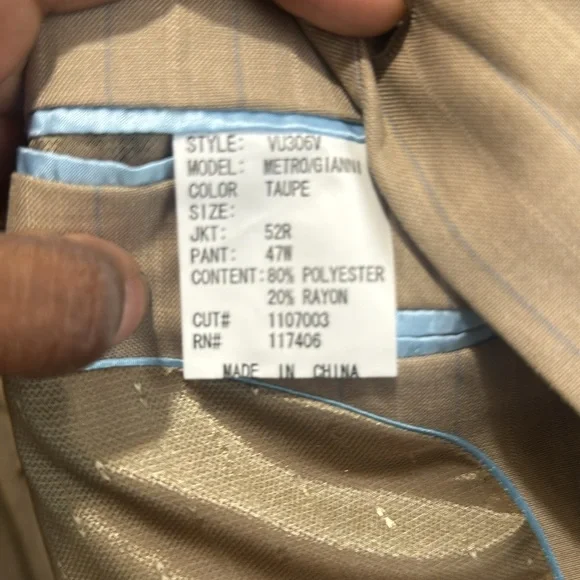 STYLE: VU306V
MODEL: METRO/GIANNI
COLOR TAUPE
SIZE:
JKT: 52R
PANT: 47W
CONTENT: 80% POLYESTER
20% RAYON
CUT# 1107003
RN# 117406
MADE IN CHINA